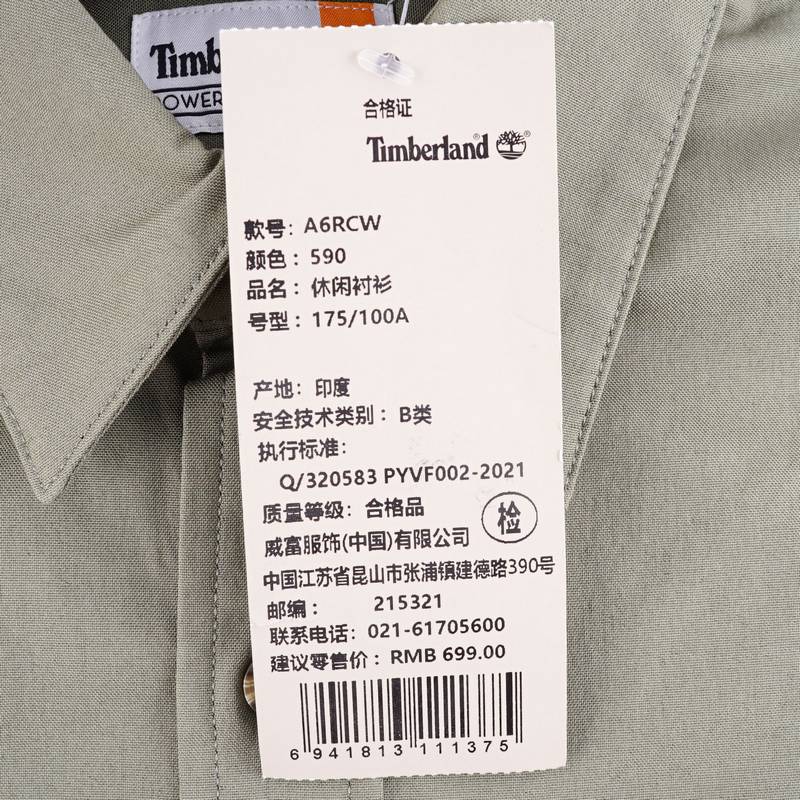 Timb
POWER
合格证
Timberland®
款号: A6RCW
颜色: 590
品名: 休闲衬衫
号型: 175/100A
产地: 印度
安全技术类别: B类
执行标准:
Q/320583 PYVF002-2021
质量等级: 合格品
检
威富服饰(中国)有限公司
中国江苏省昆山市张浦镇建德路390号
邮编: 215321
联系电话: 021-61705600
建议零售价: RMB 699.00
6 941813 111375